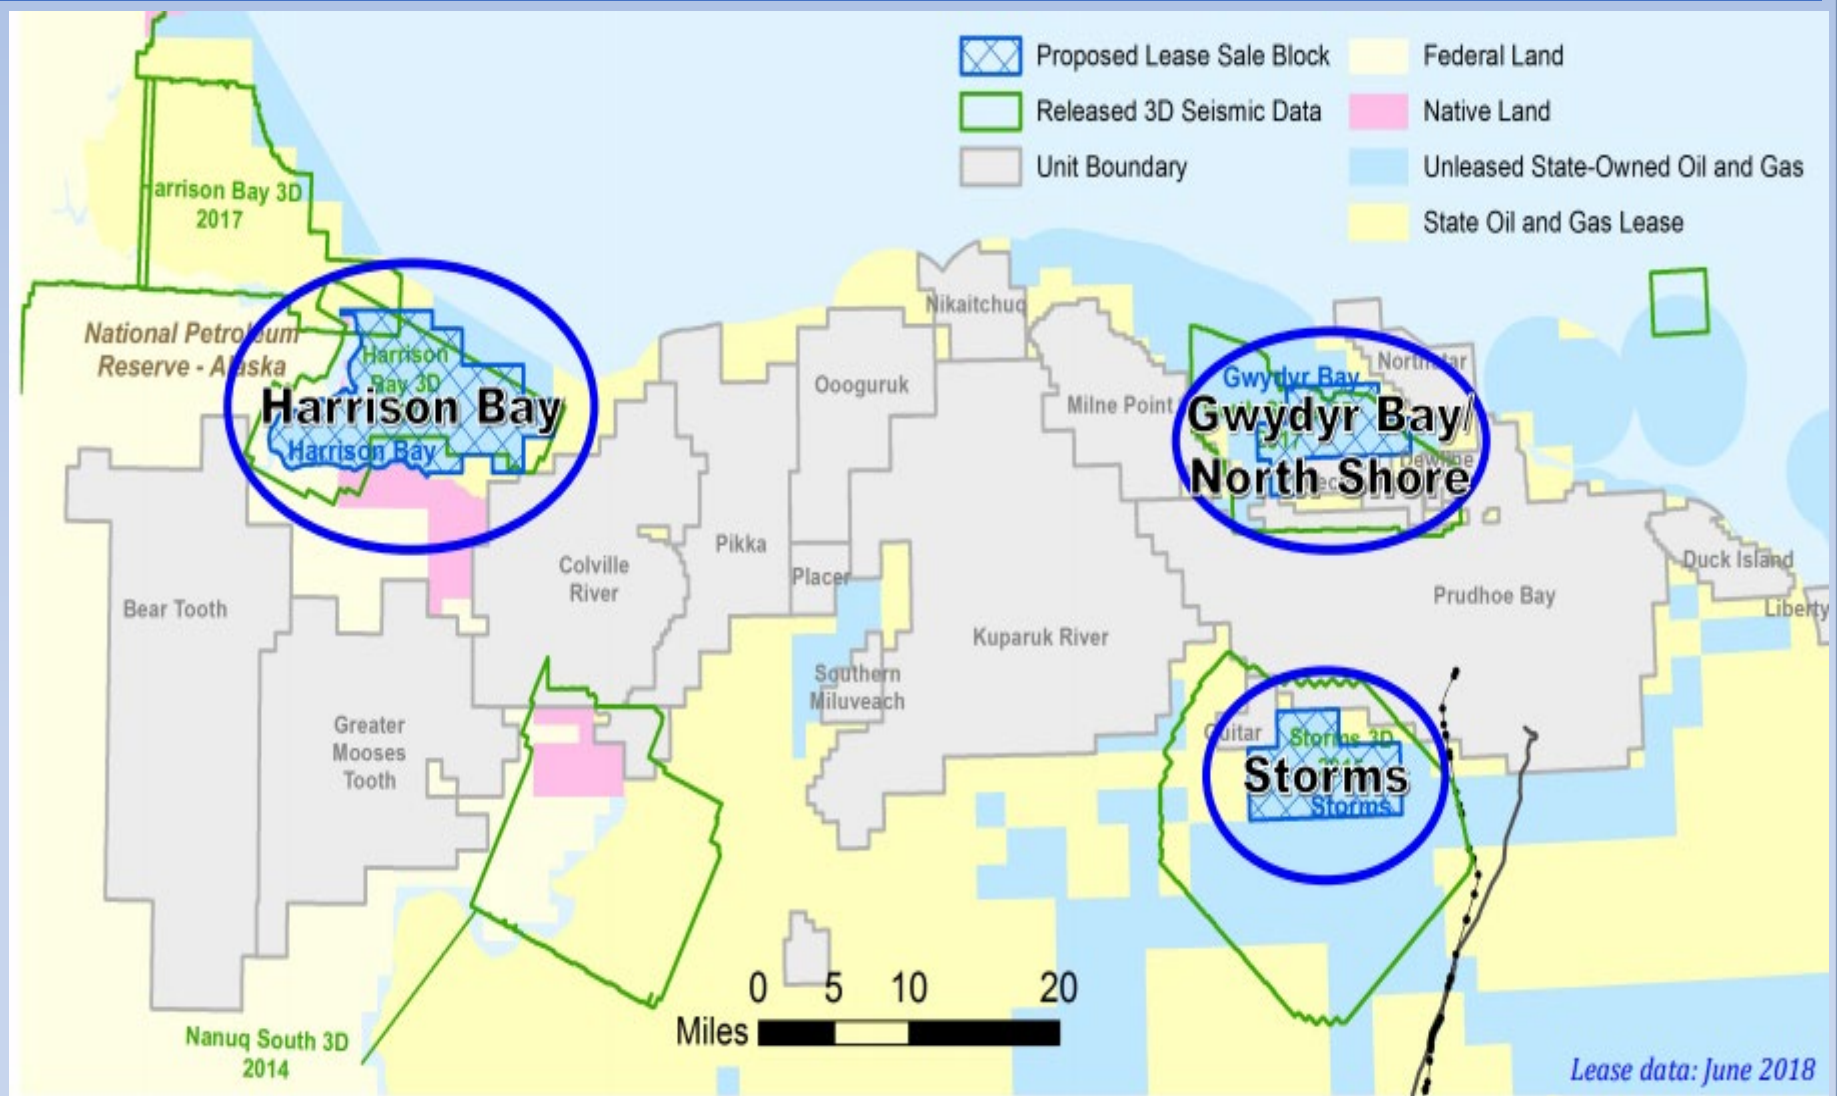 Proposed Lease Sale Block
Released 3D Seismic Data
Unit Boundary
Federal Land
Native Land
Unleased State-Owned Oil and Gas
State Oil and Gas Lease
arrison Bay 3D
2017
National Petroleum
Reserve - Alaska
Harrison
Bay 3D
Harrison Bay
Harrison Bay
Nikaitchuq
Oooguruk
Milne Point
Northstar
Gwydyr Bay
Gwydyr Bay/
North Shore
Dewline
Pikka
Placer
Colville
River
Bear Tooth
Greater
Mooses
Tooth
Southern
Miluveach
Kuparuk River
Prudhoe Bay
Duck Island
Liberty
Guitar
Storms 3D
Storms
Storms
Nanuq South 3D
2014
0 5 10 20
Miles
Lease data: June 2018